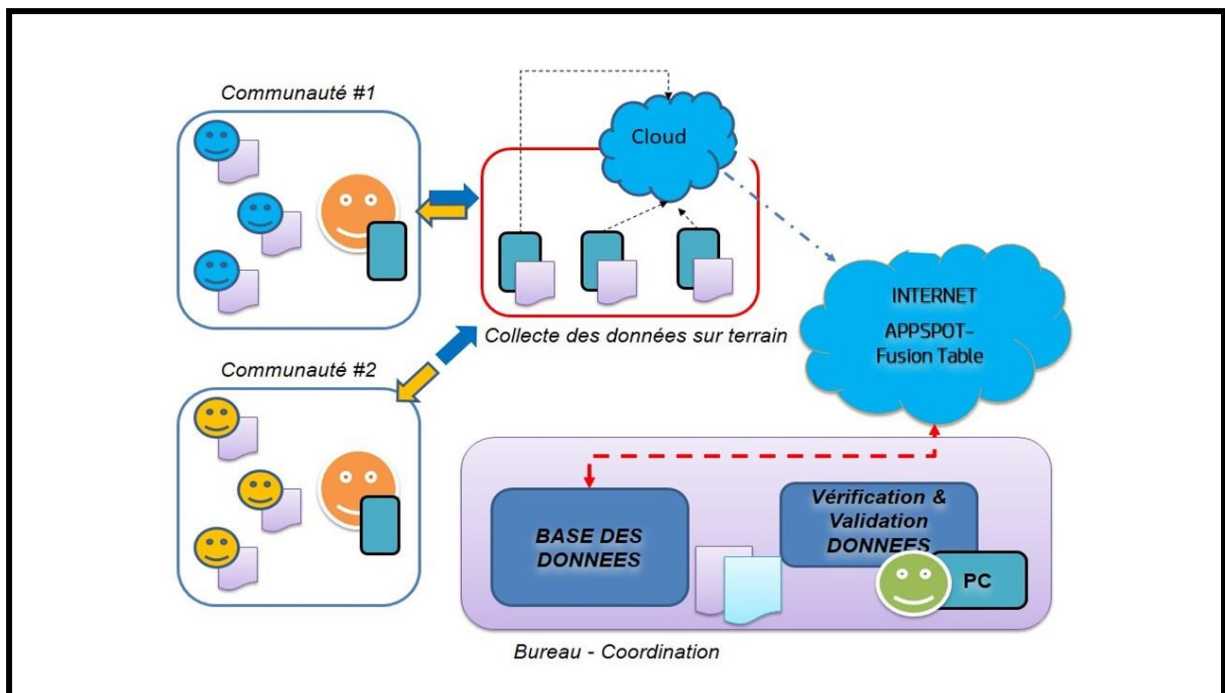 Communauté #1
Cloud
Collecte des données sur terrain
INTERNET
APPSPOT-
Fusion Table
Communauté #2
BASE DES
DONNEES
Vérification &
Validation
DONNEES
PC
Bureau - Coordination